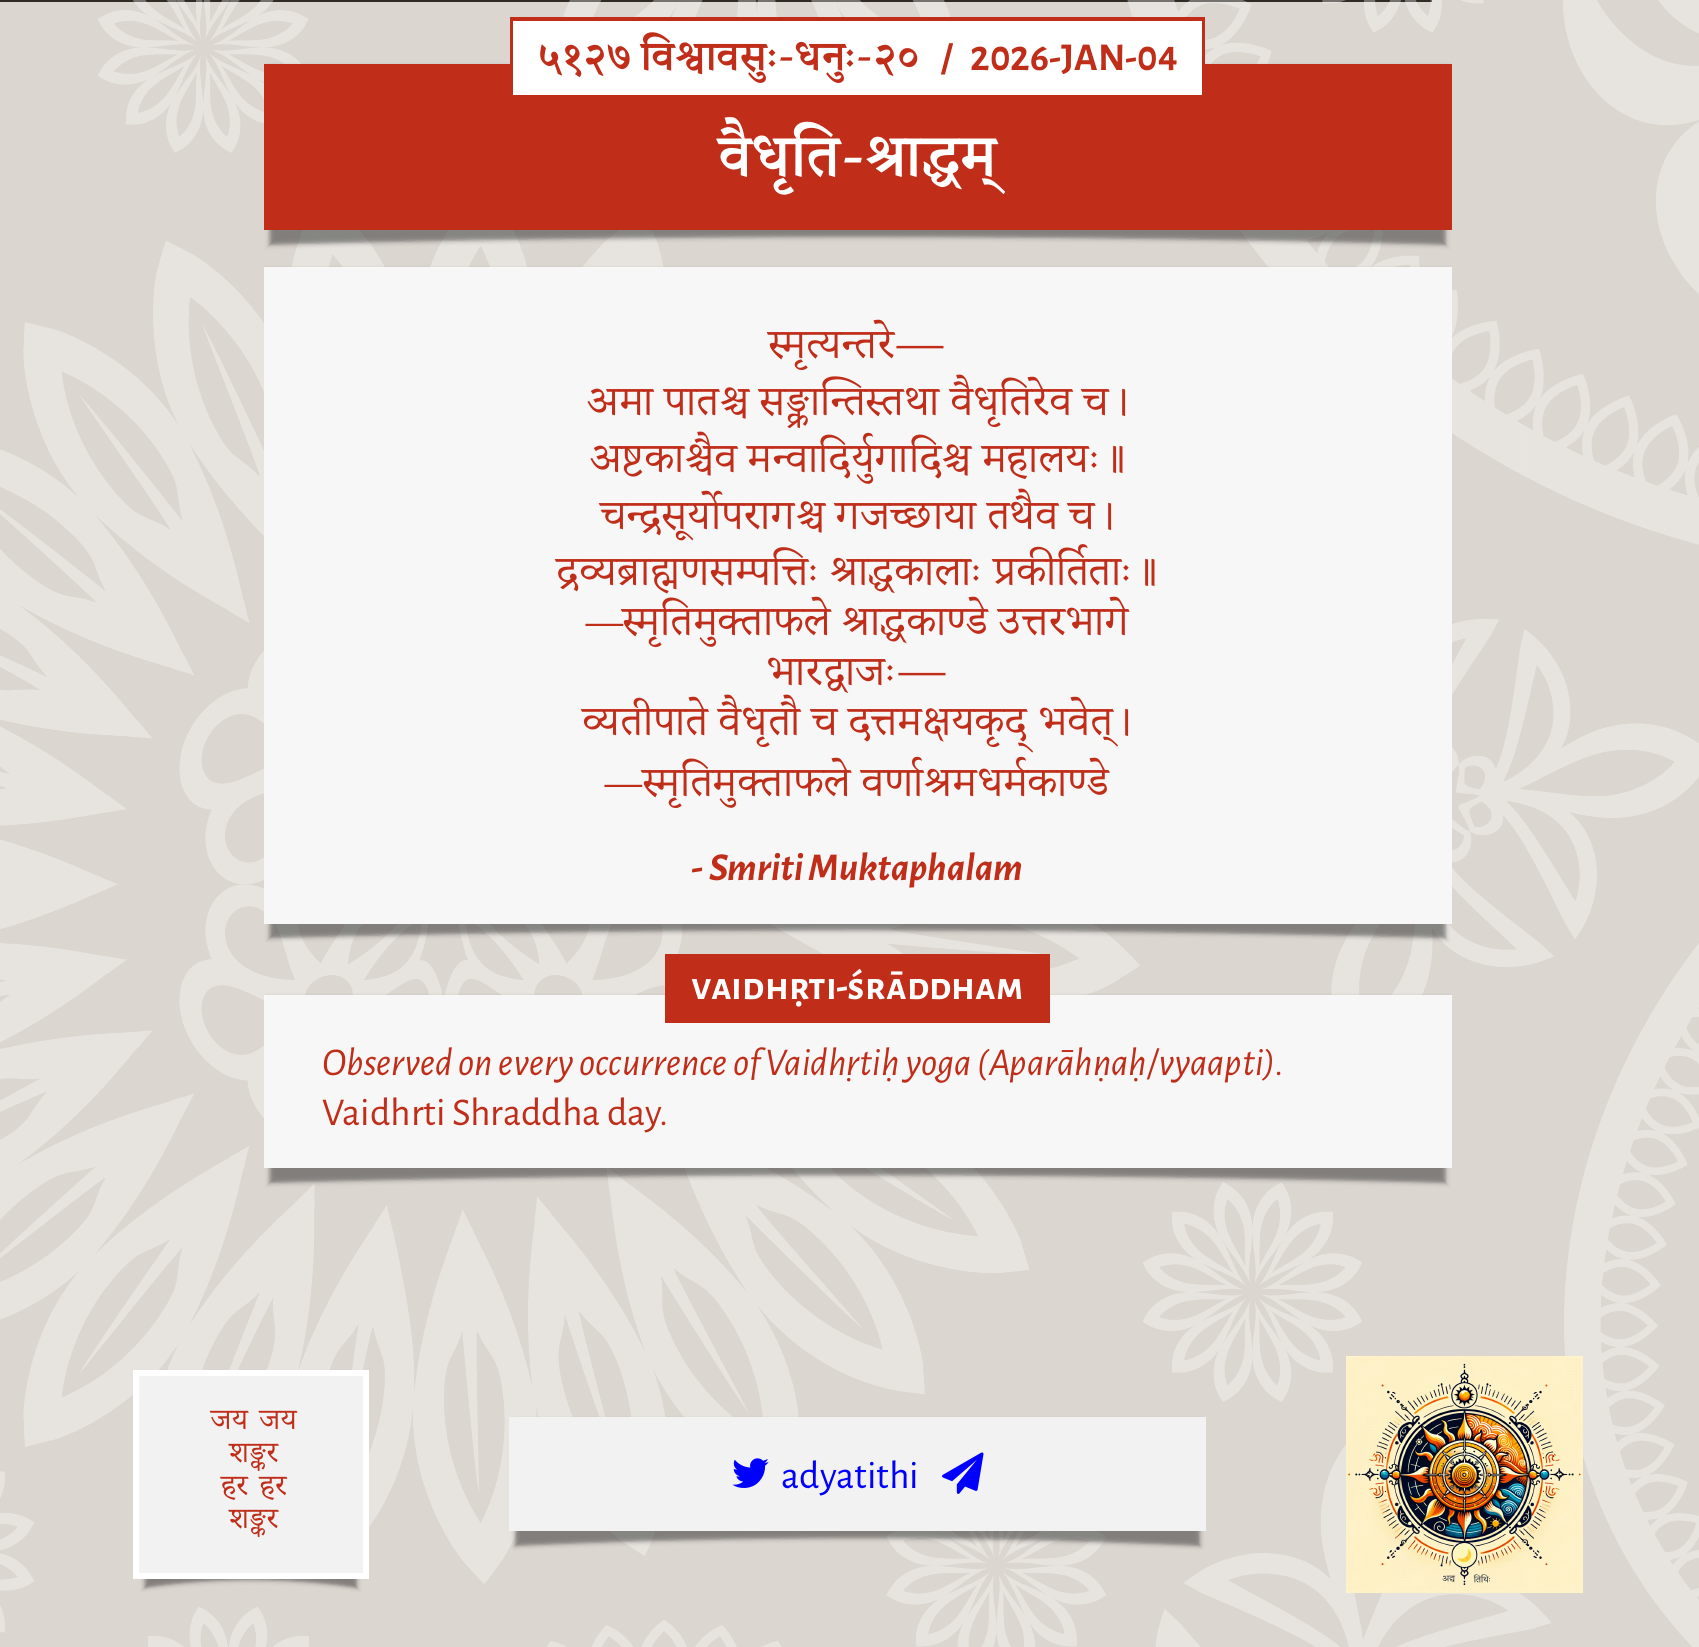 ५१२७ विश्वावसुः-धनुः-२० / 2026-JAN-04
वैधृति-श्राद्धम्
स्मृत्यन्तरे—
अमा पातश्च सङ्क्रान्तिस्तथा वैधृतिरेव च।
अष्टकाश्चैव मन्वादिर्युगादिश्च महालयः॥
चन्द्रसूर्योपरागश्च गजच्छाया तथैव च।
द्रव्यब्राह्मणसम्पत्तिः श्राद्धकालाः प्रकीर्तिताः॥
—स्मृतिमुक्ताफले श्राद्धकाण्डे उत्तरभागे
भारद्वाजः—
व्यतीपाते वैधृतौ च दत्तमक्षयकृद् भवेत्।
—स्मृतिमुक्ताफले वर्णाश्रमधर्मकाण्डे
- Smriti Muktaphalam
VAIDHṚTI-ŚRĀDDHAM
Observed on every occurrence of Vaidhṛtiḥ yoga (Aparāhṇaḥ/vyaapti).
Vaidhrti Shraddha day.
जय जय
शङ्कर
हर हर
शङ्कर
adyatithi
अद्य तिथिः